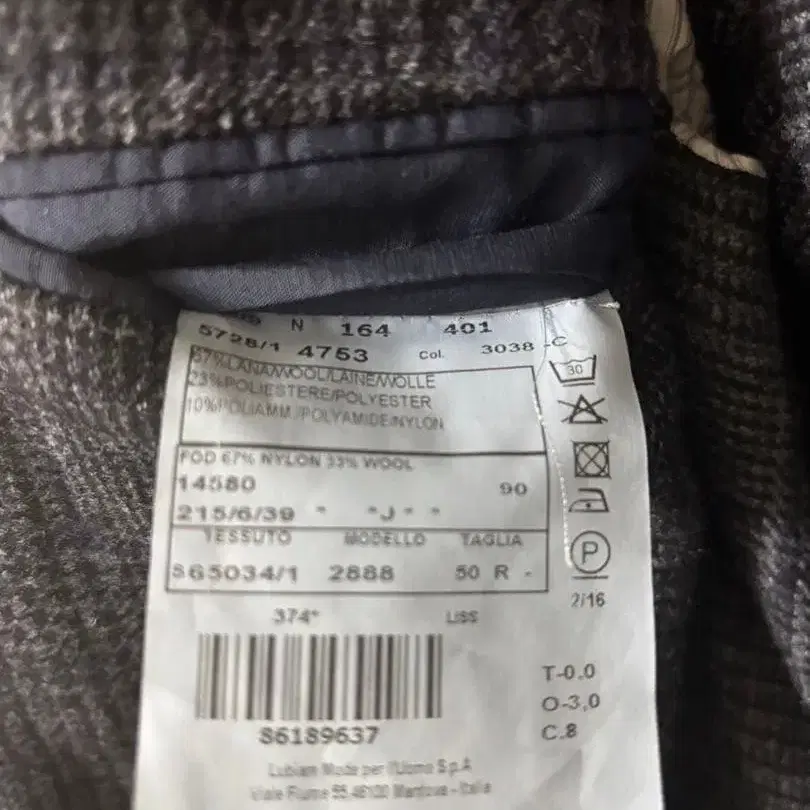 N 164 401
5728/1 4753 Col. 3038 -C
67%LANA/WOOL/LAINE/WOLLE
23%POLIESTERE/POLYESTER
10%POLIAMM./POLYAMIDE/NYLON
30
FOD 67% NYLON 33% WOOL
14580 90
215/6/39 " "J" "
TESSUTO MODELLO TAGLIA
S65034/1 2888 50 R -
P
2/16
374* LISS
T-0.0
O-3,0
C.8
86189637
Lubiam Moda per l'Uomo S.p.A
Viale Fiume 55,46100 Mantova - Italia